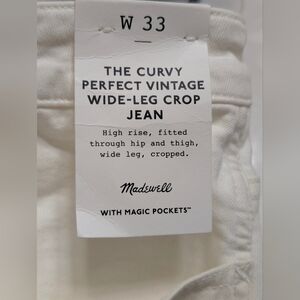 W 33
THE CURVY
PERFECT VINTAGE
WIDE-LEG CROP
JEAN
High rise, fitted
through hip and thigh,
wide leg, cropped.
Madewell
WITH MAGIC POCKETS™